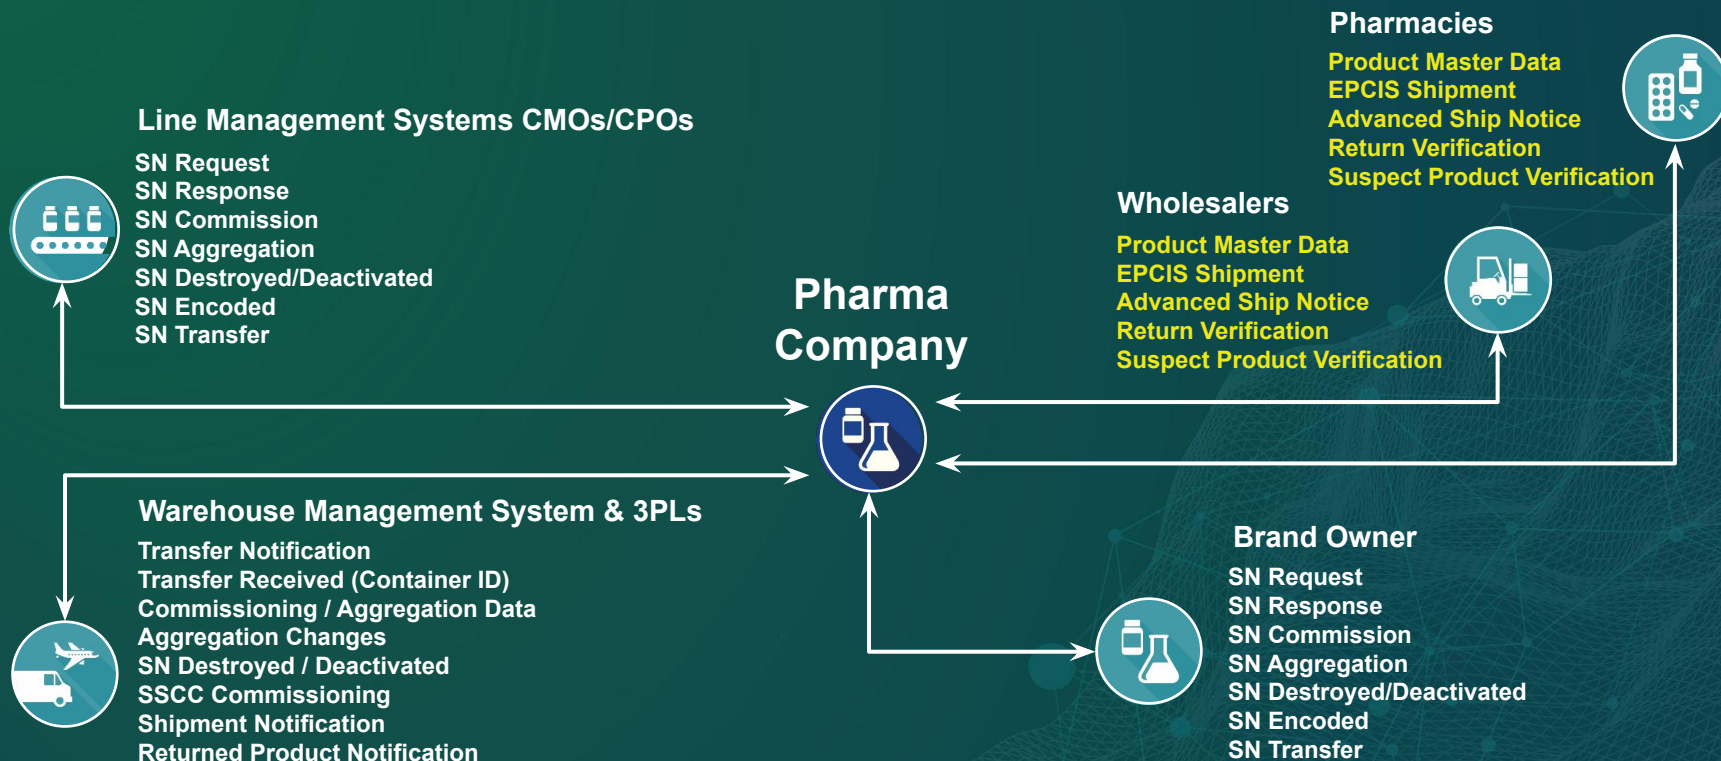 Line Management Systems CMOs/CPOs
SN Request
SN Response
SN Commission
SN Aggregation
SN Destroyed/Deactivated
SN Encoded
SN Transfer
Warehouse Management System & 3PLs
Transfer Notification
Transfer Received (Container ID)
Commissioning / Aggregation Data
Aggregation Changes
SN Destroyed / Deactivated
SSCC Commissioning
Shipment Notification
Returned Product Notification
Pharma
Company
Pharmacies
Product Master Data
EPCIS Shipment
Advanced Ship Notice
Return Verification
Suspect Product Verification
Wholesalers
Product Master Data
EPCIS Shipment
Advanced Ship Notice
Return Verification
Suspect Product Verification
Brand Owner
SN Request
SN Response
SN Commission
SN Aggregation
SN Destroyed/Deactivated
SN Encoded
SN Transfer